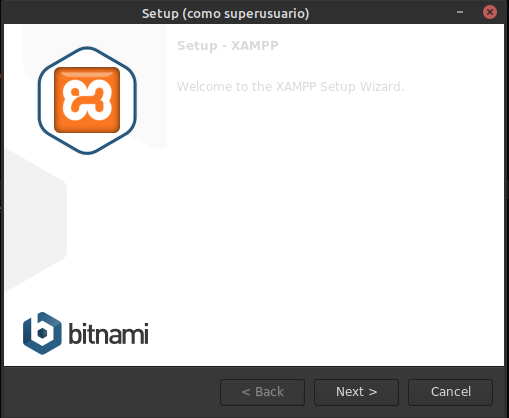 Setup (como superusuario)
Setup - XAMPP
Welcome to the XAMPP Setup Wizard.
bitnami
< Back
Next >
Cancel